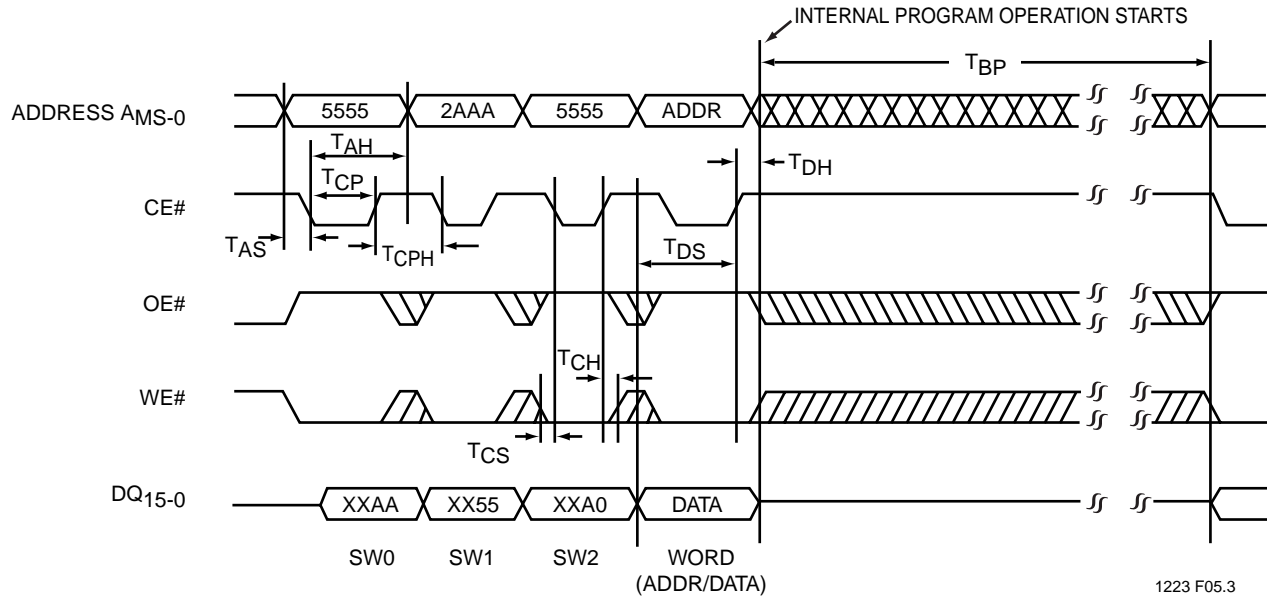 INTERNAL PROGRAM OPERATION STARTS
TBP
ADDRESS AMS-0
5555
2AAA
5555
ADDR
TAH
TDH
TCP
CE#
TAS
TCPH
TDS
OE#
TCH
WE#
TCS
DQ15-0
XXAA
XX55
XXA0
DATA
SW0
SW1
SW2
WORD
(ADDR/DATA)
1223 F05.3